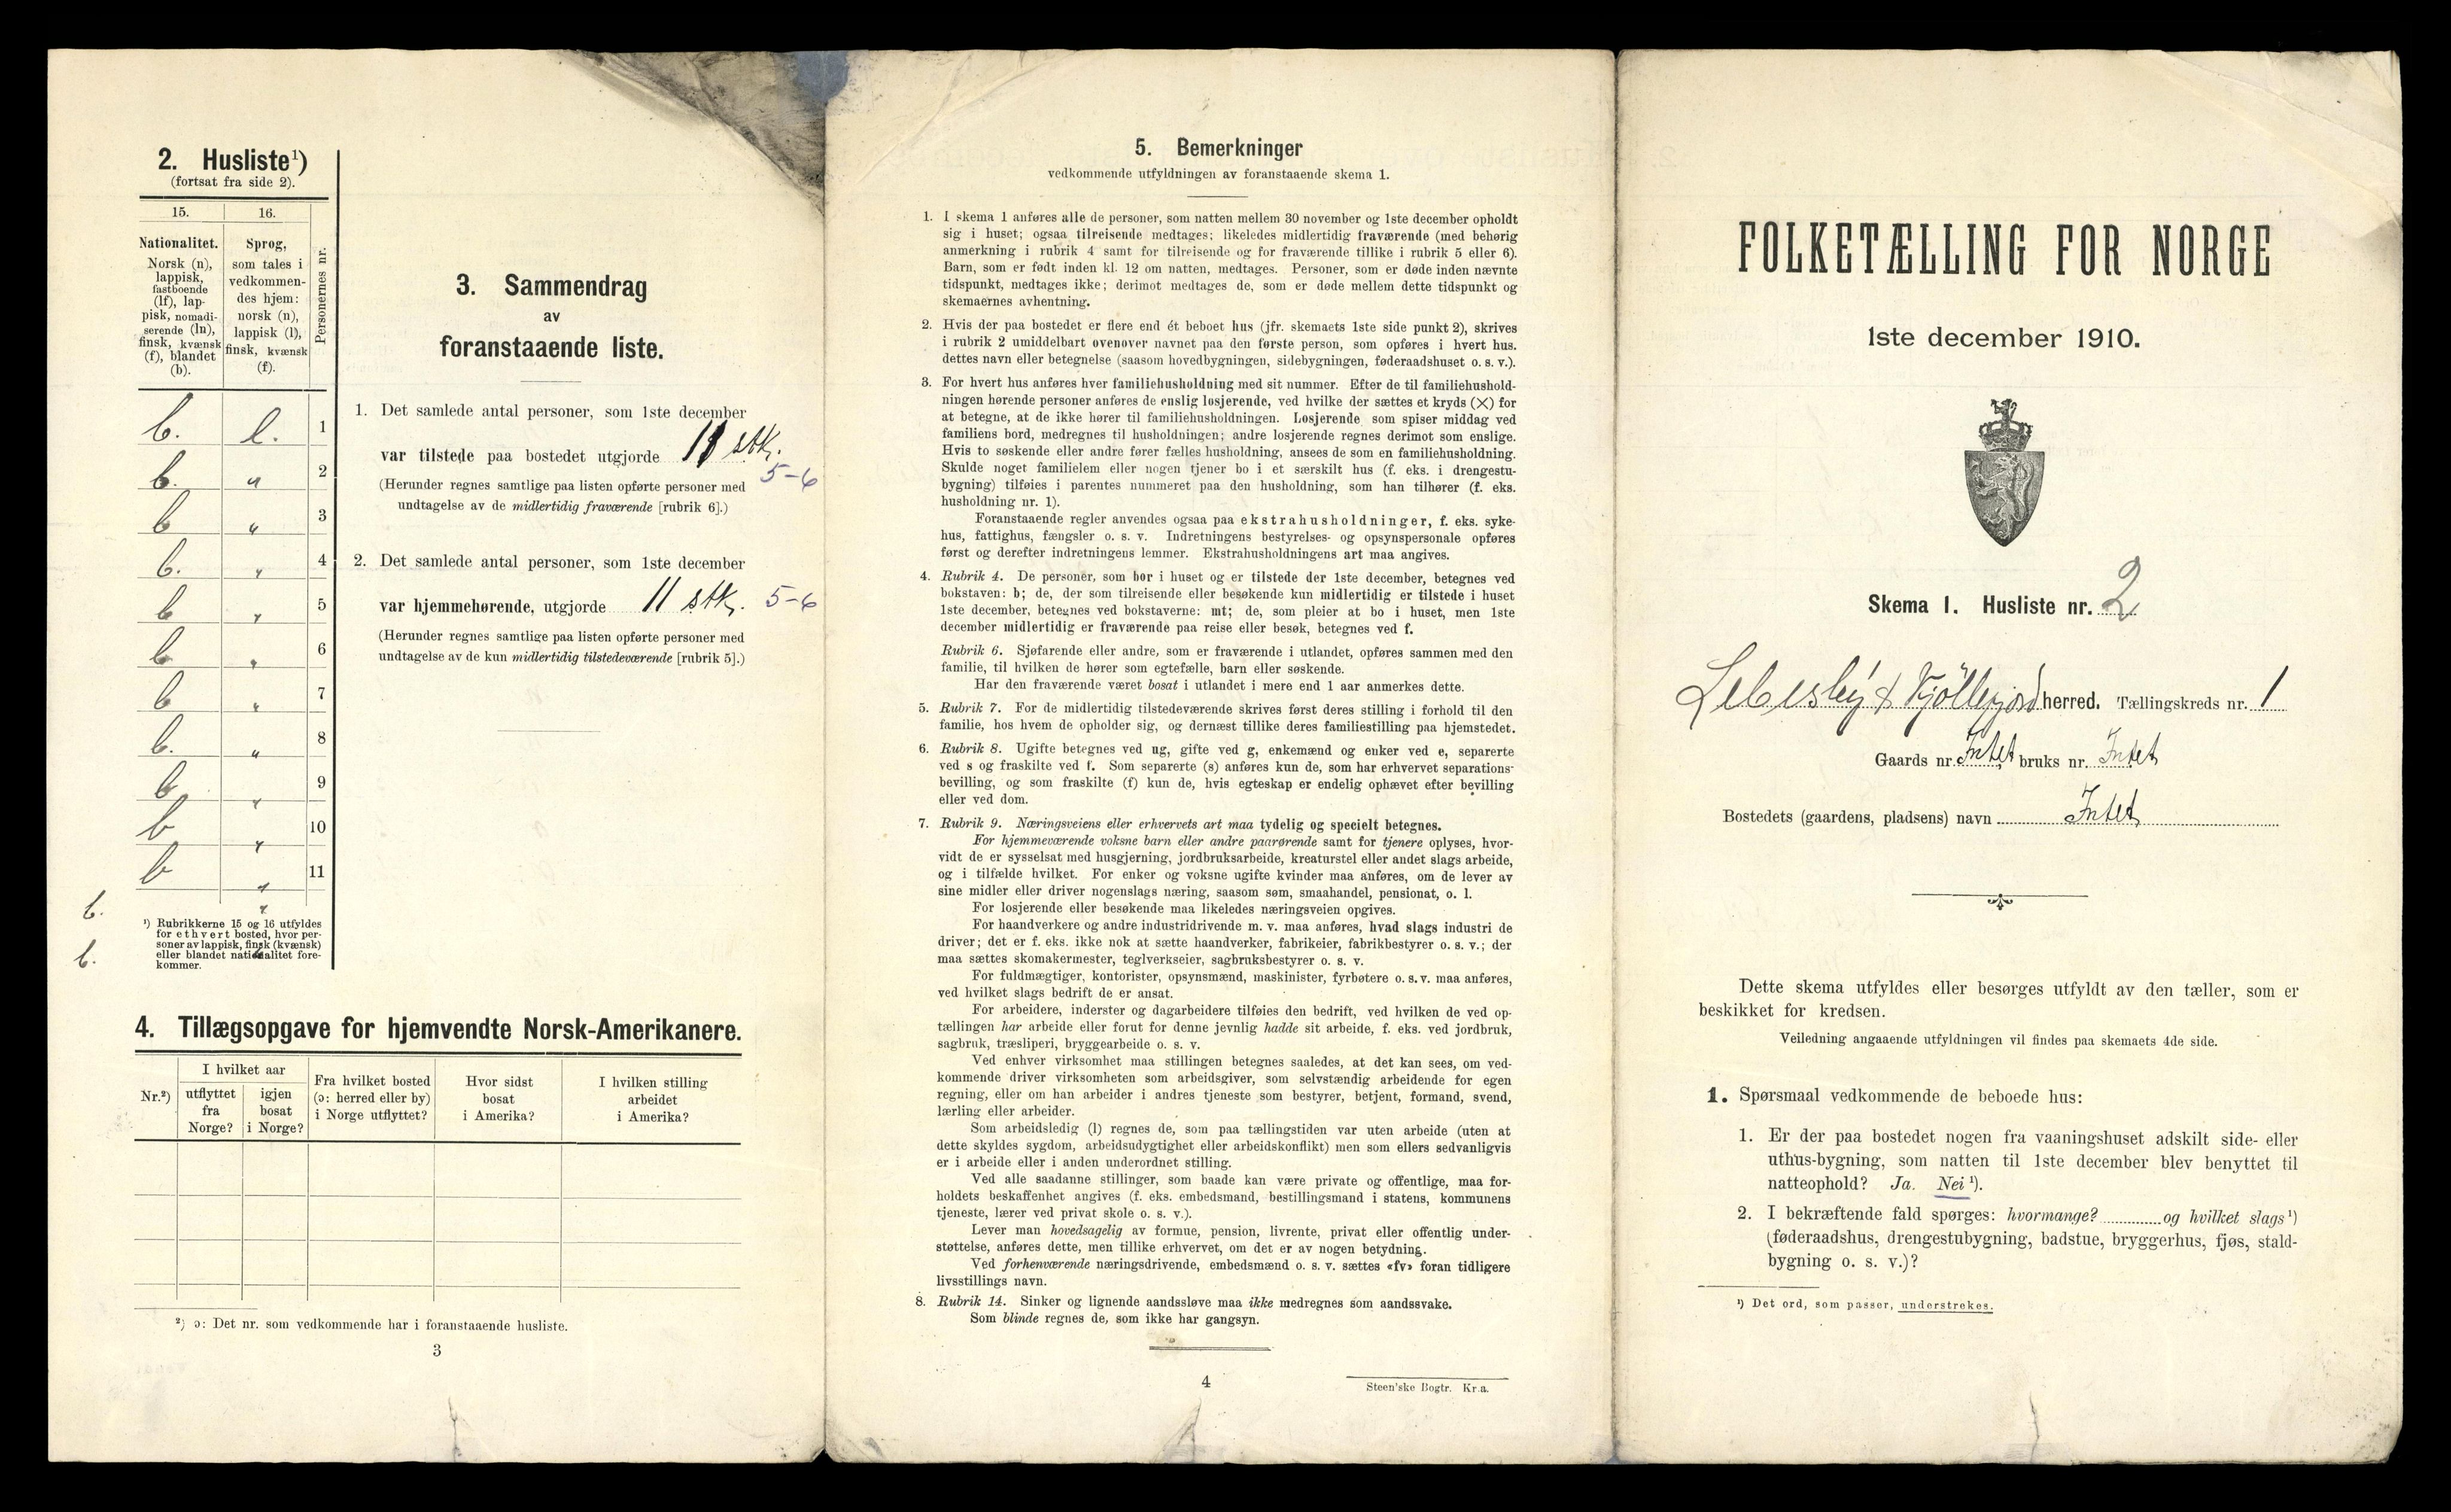 2. Husliste¹)
(fortsat fra side 2).
15.
16.
Personernes nr.
Nationalitet.
Norsk (n),
lappisk,
fastboende
(lf), lap-
pisk, nomadi-
serende (ln),
finsk, kvænsk
(f), blandet
(b).
Sprog,
som tales i
vedkommen-
des hjem:
norsk (n),
lappisk (l),
finsk, kvænsk
(f).
b. l. 1
b. " 2
b " 3
b. " 4
b " 5
b " 6
b " 7
b. " 8
b " 9
b " 10
b " 11
b. "
b.
¹) Rubrikkerne 15 og 16 utfyldes
for ethvert bosted, hvor per-
soner av lappisk, finsk (kvænsk)
eller blandet nationalitet fore-
kommer.
3. Sammendrag
av
foranstaaende liste.
1. Det samlede antal personer, som 1ste december
var tilstede paa bostedet utgjorde 11 stk.
5-6
(Herunder regnes samtlige paa listen opførte personer med
undtagelse av de midlertidig fraværende [rubrik 6].)
2. Det samlede antal personer, som 1ste december
var hjemmehørende, utgjorde 11 stk. 5-6
(Herunder regnes samtlige paa listen opførte personer med
undtagelse av de kun midlertidig tilstedeværende [rubrik 5].)
4. Tillægsopgave for hjemvendte Norsk-Amerikanere.
Nr.²)
I hvilket aar
utflyttet
fra
Norge?
igjen
bosat
i Norge?
Fra hvilket bosted
(ɔ: herred eller by)
i Norge utflyttet?
Hvor sidst
bosat
i Amerika?
I hvilken stilling
arbeidet
i Amerika?
²) ɔ: Det nr. som vedkommende har i foranstaaende husliste.
3
5. Bemerkninger
vedkommende utfyldningen av foranstaaende skema 1.
1. I skema 1 anføres alle de personer, som natten mellem 30 november og 1ste december opholdt
sig i huset; ogsaa tilreisende medtages; likeledes midlertidig fraværende (med behørig
anmerkning i rubrik 4 samt for tilreisende og for fraværende tillike i rubrik 5 eller 6).
Barn, som er født inden kl. 12 om natten, medtages. Personer, som er døde inden nævnte
tidspunkt, medtages ikke; derimot medtages de, som er døde mellem dette tidspunkt og
skemaernes avhentning.
2. Hvis der paa bostedet er flere end ét beboet hus (jfr. skemaets 1ste side punkt 2), skrives
i rubrik 2 umiddelbart ovenover navnet paa den første person, som opføres i hvert hus.
dettes navn eller betegnelse (saasom hovedbygningen, sidebygningen, føderaadshuset o. s. v.).
3. For hvert hus anføres hver familiehusholdning med sit nummer. Efter de til familiehushold-
ningen hørende personer anføres de enslig losjerende, ved hvilke der sættes et kryds (×) for
at betegne, at de ikke hører til familiehusholdningen. Losjerende som spiser middag ved
familiens bord, medregnes til husholdningen; andre losjerende regnes derimot som enslige.
Hvis to søskende eller andre fører fælles husholdning, ansees de som en familiehusholdning.
Skulde noget familielem eller nogen tjener bo i et særskilt hus (f. eks. i drengestu-
bygning) tilføies i parentes nummeret paa den husholdning, som han tilhører (f. eks.
husholdning nr. 1).
Foranstaaende regler anvendes ogsaa paa ekstrahusholdninger, f. eks. syke-
hus, fattighus, fængsler o. s. v. Indretningens bestyrelses- og opsynspersonale opføres
først og derefter indretningens lemmer. Ekstrahusholdningens art maa angives.
4. Rubrik 4. De personer, som bor i huset og er tilstede der 1ste december, betegnes ved
bokstaven: b; de, der som tilreisende eller besøkende kun midlertidig er tilstede i huset
1ste december, betegnes ved bokstaverne: mt; de, som pleier at bo i huset, men 1ste
december midlertidig er fraværende paa reise eller besøk, betegnes ved f.
Rubrik 6. Sjøfarende eller andre, som er fraværende i utlandet, opføres sammen med den
familie, til hvilken de hører som egtefælle, barn eller søskende.
Har den fraværende været bosat i utlandet i mere end 1 aar anmerkes dette.
5. Rubrik 7. For de midlertidig tilstedeværende skrives først deres stilling i forhold til den
familie, hos hvem de opholder sig, og dernæst tillike deres familiestilling paa hjemstedet.
6. Rubrik 8. Ugifte betegnes ved ug, gifte ved g, enkemænd og enker ved e, separerte
ved s og fraskilte ved f. Som separerte (s) anføres kun de, som har erhvervet separations-
bevilling, og som fraskilte (f) kun de, hvis egteskap er endelig ophævet efter bevilling
eller ved dom.
7. Rubrik 9. Næringsveiens eller erhvervets art maa tydelig og specielt betegnes.
For hjemmeværende voksne barn eller andre paarørende samt for tjenere oplyses, hvor-
vidt de er sysselsat med husgjerning, jordbruksarbeide, kreaturstel eller andet slags arbeide,
og i tilfælde hvilket. For enker og voksne ugifte kvinder maa anføres, om de lever av
sine midler eller driver nogenslags næring, saasom søm, smaahandel, pensionat, o. l.
For losjerende eller besøkende maa likeledes næringsveien opgives.
For haandverkere og andre industridrivende m. v. maa anføres, hvad slags industri de
driver; det er f. eks. ikke nok at sætte haandverker, fabrikeier, fabrikbestyrer o. s. v.; der
maa sættes skomakermester, teglverkseier, sagbruksbestyrer o. s. v.
For fuldmægtiger, kontorister, opsynsmænd, maskinister, fyrbøtere o. s. v. maa anføres,
ved hvilket slags bedrift de er ansat.
For arbeidere, inderster og dagarbeidere tilføies den bedrift, ved hvilken de ved op-
tællingen har arbeide eller forut for denne jevnlig hadde sit arbeide, f. eks. ved jordbruk,
sagbruk, træsliperi, bryggearbeide o. s. v.
Ved enhver virksomhet maa stillingen betegnes saaledes, at det kan sees, om ved-
kommende driver virksomheten som arbeidsgiver, som selvstændig arbeidende for egen
regning, eller om han arbeider i andres tjeneste som bestyrer, betjent, formand, svend,
lærling eller arbeider.
Som arbeidsledig (l) regnes de, som paa tællingstiden var uten arbeide (uten at
dette skyldes sygdom, arbeidsudygtighet eller arbeidskonflikt) men som ellers sedvanligvis
er i arbeide eller i anden underordnet stilling.
Ved alle saadanne stillinger, som baade kan være private og offentlige, maa for-
holdets beskaffenhet angives (f. eks. embedsmand, bestillingsmand i statens, kommunens
tjeneste, lærer ved privat skole o. s. v.).
Lever man hovedsagelig av formue, pension, livrente, privat eller offentlig under-
støttelse, anføres dette, men tillike erhvervet, om det er av nogen betydning.
Ved forhenværende næringsdrivende, embedsmænd o. s. v. sættes «fv» foran tidligere
livsstillings navn.
8. Rubrik 14. Sinker og lignende aandssløve maa ikke medregnes som aandssvake.
Som blinde regnes de, som ikke har gangsyn.
4
Steen'ske Bogtr. Kr.a.
FOLKETÆLLING FOR NORGE
1ste december 1910.
Skema 1. Husliste nr. 2
Lebesby & Kjöllefjord herred. Tællingskreds nr. 1
Gaards nr. Intet bruks nr. Intet
Bostedets (gaardens, pladsens) navn Intet
Dette skema utfyldes eller besørges utfyldt av den tæller, som er
beskikket for kredsen.
Veiledning angaaende utfyldningen vil findes paa skemaets 4de side.
1. Spørsmaal vedkommende de beboede hus:
1. Er der paa bostedet nogen fra vaaningshuset adskilt side- eller
uthus-bygning, som natten til 1ste december blev benyttet til
natteophold? Ja. Nei ¹).
2. I bekræftende fald spørges: hvormange? og hvilket slags¹)
(føderaadshus, drengestubygning, badstue, bryggerhus, fjøs, stald-
bygning o. s. v.)?
¹) Det ord, som passer, understrekes.